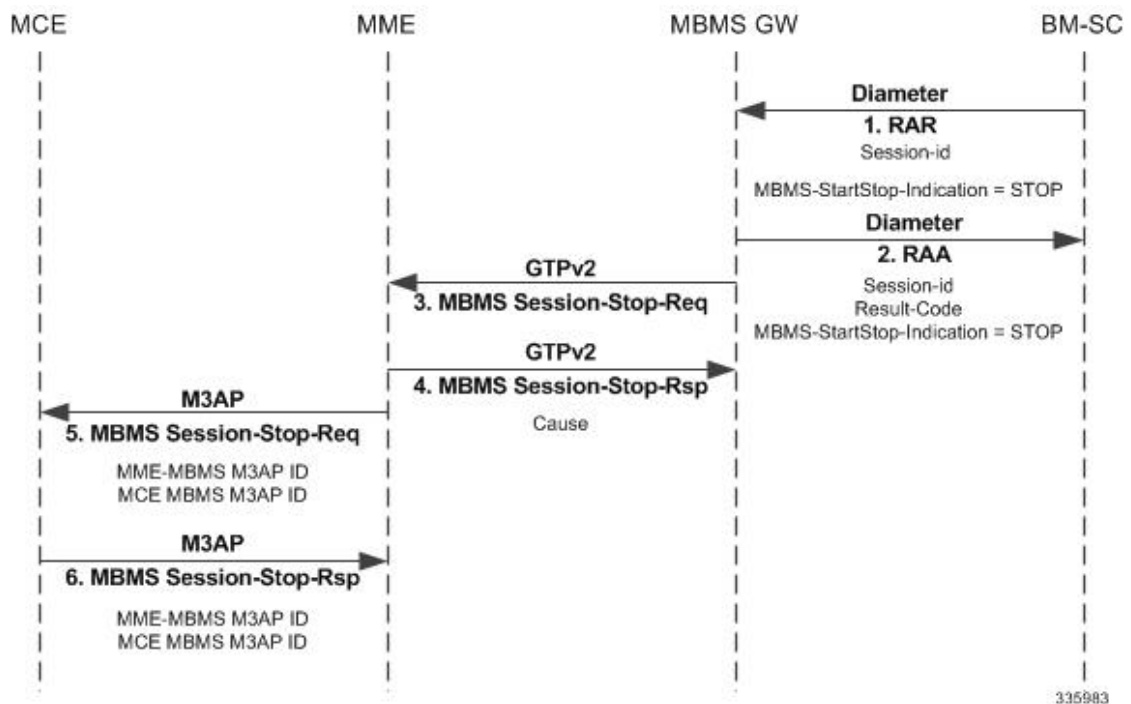 MCE
MME
MBMS GW
BM-SC
Diameter
1. RAR
Session-id
MBMS-StartStop-Indication = STOP
Diameter
2. RAA
Session-id
Result-Code
MBMS-StartStop-Indication = STOP
GTPv2
3. MBMS Session-Stop-Req
GTPv2
4. MBMS Session-Stop-Rsp
Cause
M3AP
5. MBMS Session-Stop-Req
MME-MBMS M3AP ID
MCE MBMS M3AP ID
M3AP
6. MBMS Session-Stop-Rsp
MME-MBMS M3AP ID
MCE MBMS M3AP ID
335983